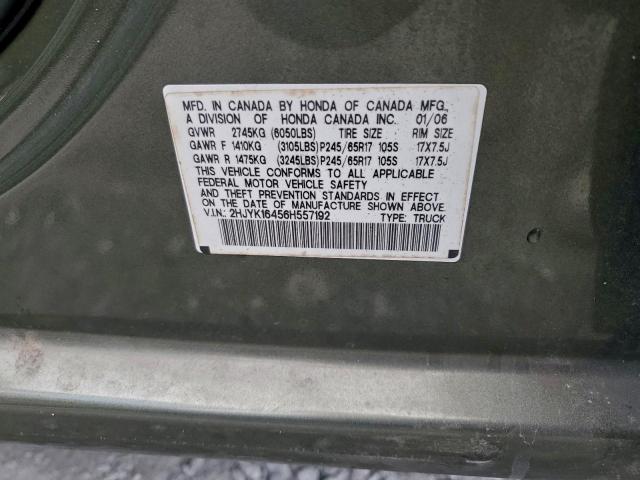 MFD. IN CANADA BY HONDA OF CANADA MFG.,
A DIVISION OF HONDA CANADA INC. 01/06
GVWR 2745KG (6050LBS) TIRE SIZE RIM SIZE
GAWR F 1410KG (3105LBS)P245/65R17 105S 17X7.5J
GAWR R 1475KG (3245LBS)P245/65R17 105S 17X7.5J
THIS VEHICLE CONFORMS TO ALL APPLICABLE
FEDERAL MOTOR VEHICLE SAFETY
AND THEFT PREVENTION STANDARDS IN EFFECT ON
THE DATE OF MANUFACTURE SHOWN ABOVE.
V.I.N.: 2HJYK16456H557192 TYPE: TRUCK